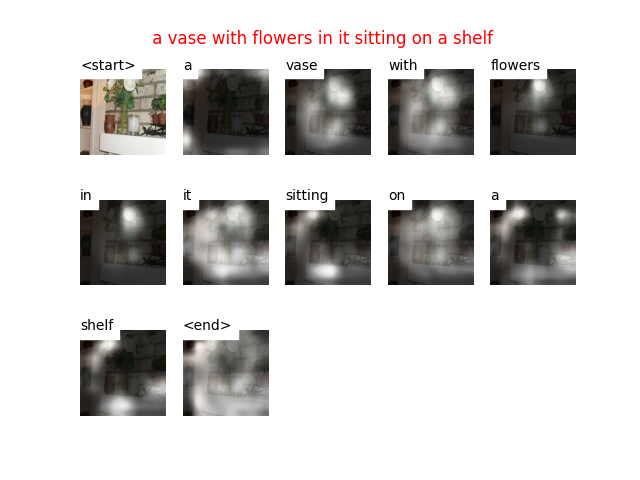 a vase with flowers in it sitting on a shelf
<start> a vase with flowers
in it sitting on a
shelf <end>